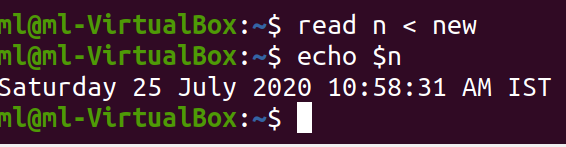 ml@ml-VirtualBox:~$ read n < new
ml@ml-VirtualBox:~$ echo $n
Saturday 25 July 2020 10:58:31 AM IST
ml@ml-VirtualBox:~$